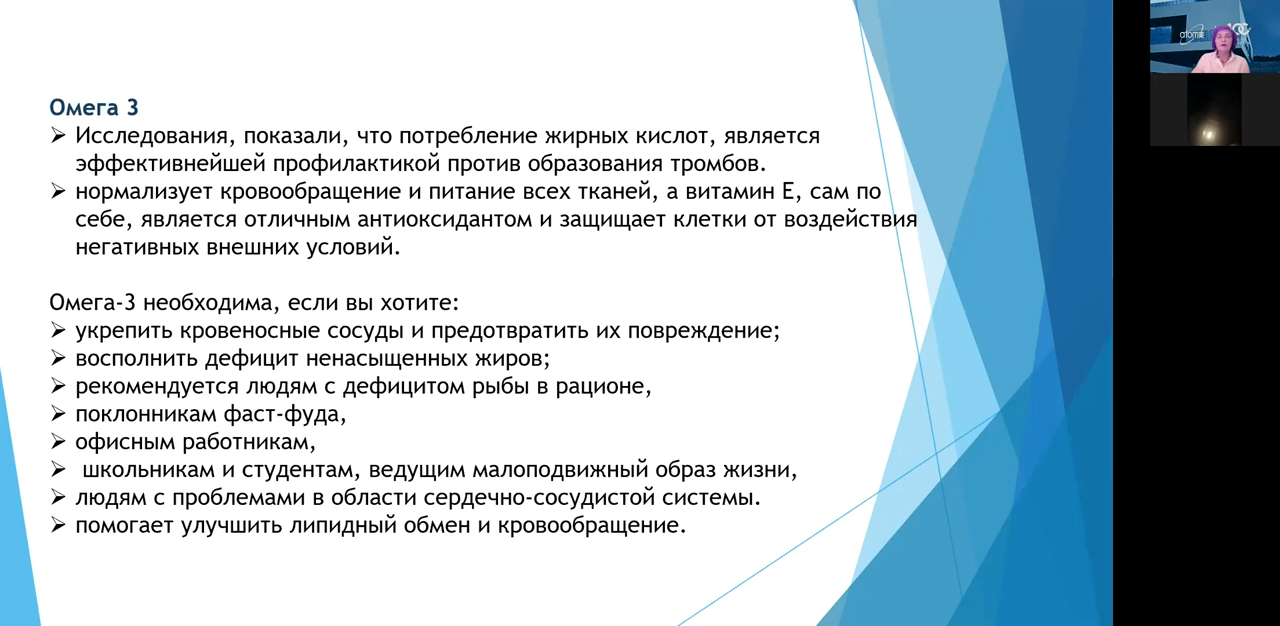 Омега 3
➢ Исследования, показали, что потребление жирных кислот, является
эффективнейшей профилактикой против образования тромбов.
➢ нормализует кровообращение и питание всех тканей, а витамин Е, сам по
себе, является отличным антиоксидантом и защищает клетки от воздействия
негативных внешних условий.
Омега-3 необходима, если вы хотите:
➢ укрепить кровеносные сосуды и предотвратить их повреждение;
➢ восполнить дефицит ненасыщенных жиров;
➢ рекомендуется людям с дефицитом рыбы в рационе,
➢ поклонникам фаст-фуда,
➢ офисным работникам,
➢ школьникам и студентам, ведущим малоподвижный образ жизни,
➢ людям с проблемами в области сердечно-сосудистой системы.
➢ помогает улучшить липидный обмен и кровообращение.